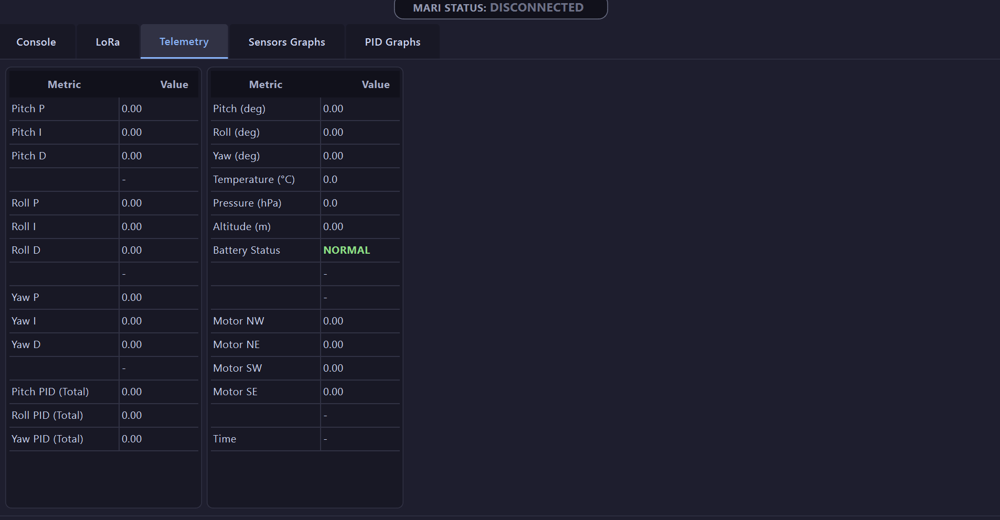 MARI STATUS: DISCONNECTED
Console LoRa Telemetry Sensors Graphs PID Graphs
Metric Value
Pitch P 0.00
Pitch I 0.00
Pitch D 0.00
-
Roll P 0.00
Roll I 0.00
Roll D 0.00
-
Yaw P 0.00
Yaw I 0.00
Yaw D 0.00
-
Pitch PID (Total) 0.00
Roll PID (Total) 0.00
Yaw PID (Total) 0.00
Metric Value
Pitch (deg) 0.00
Roll (deg) 0.00
Yaw (deg) 0.00
Temperature (°C) 0.0
Pressure (hPa) 0.0
Altitude (m) 0.00
Battery Status NORMAL
-
-
Motor NW 0.00
Motor NE 0.00
Motor SW 0.00
Motor SE 0.00
-
Time -